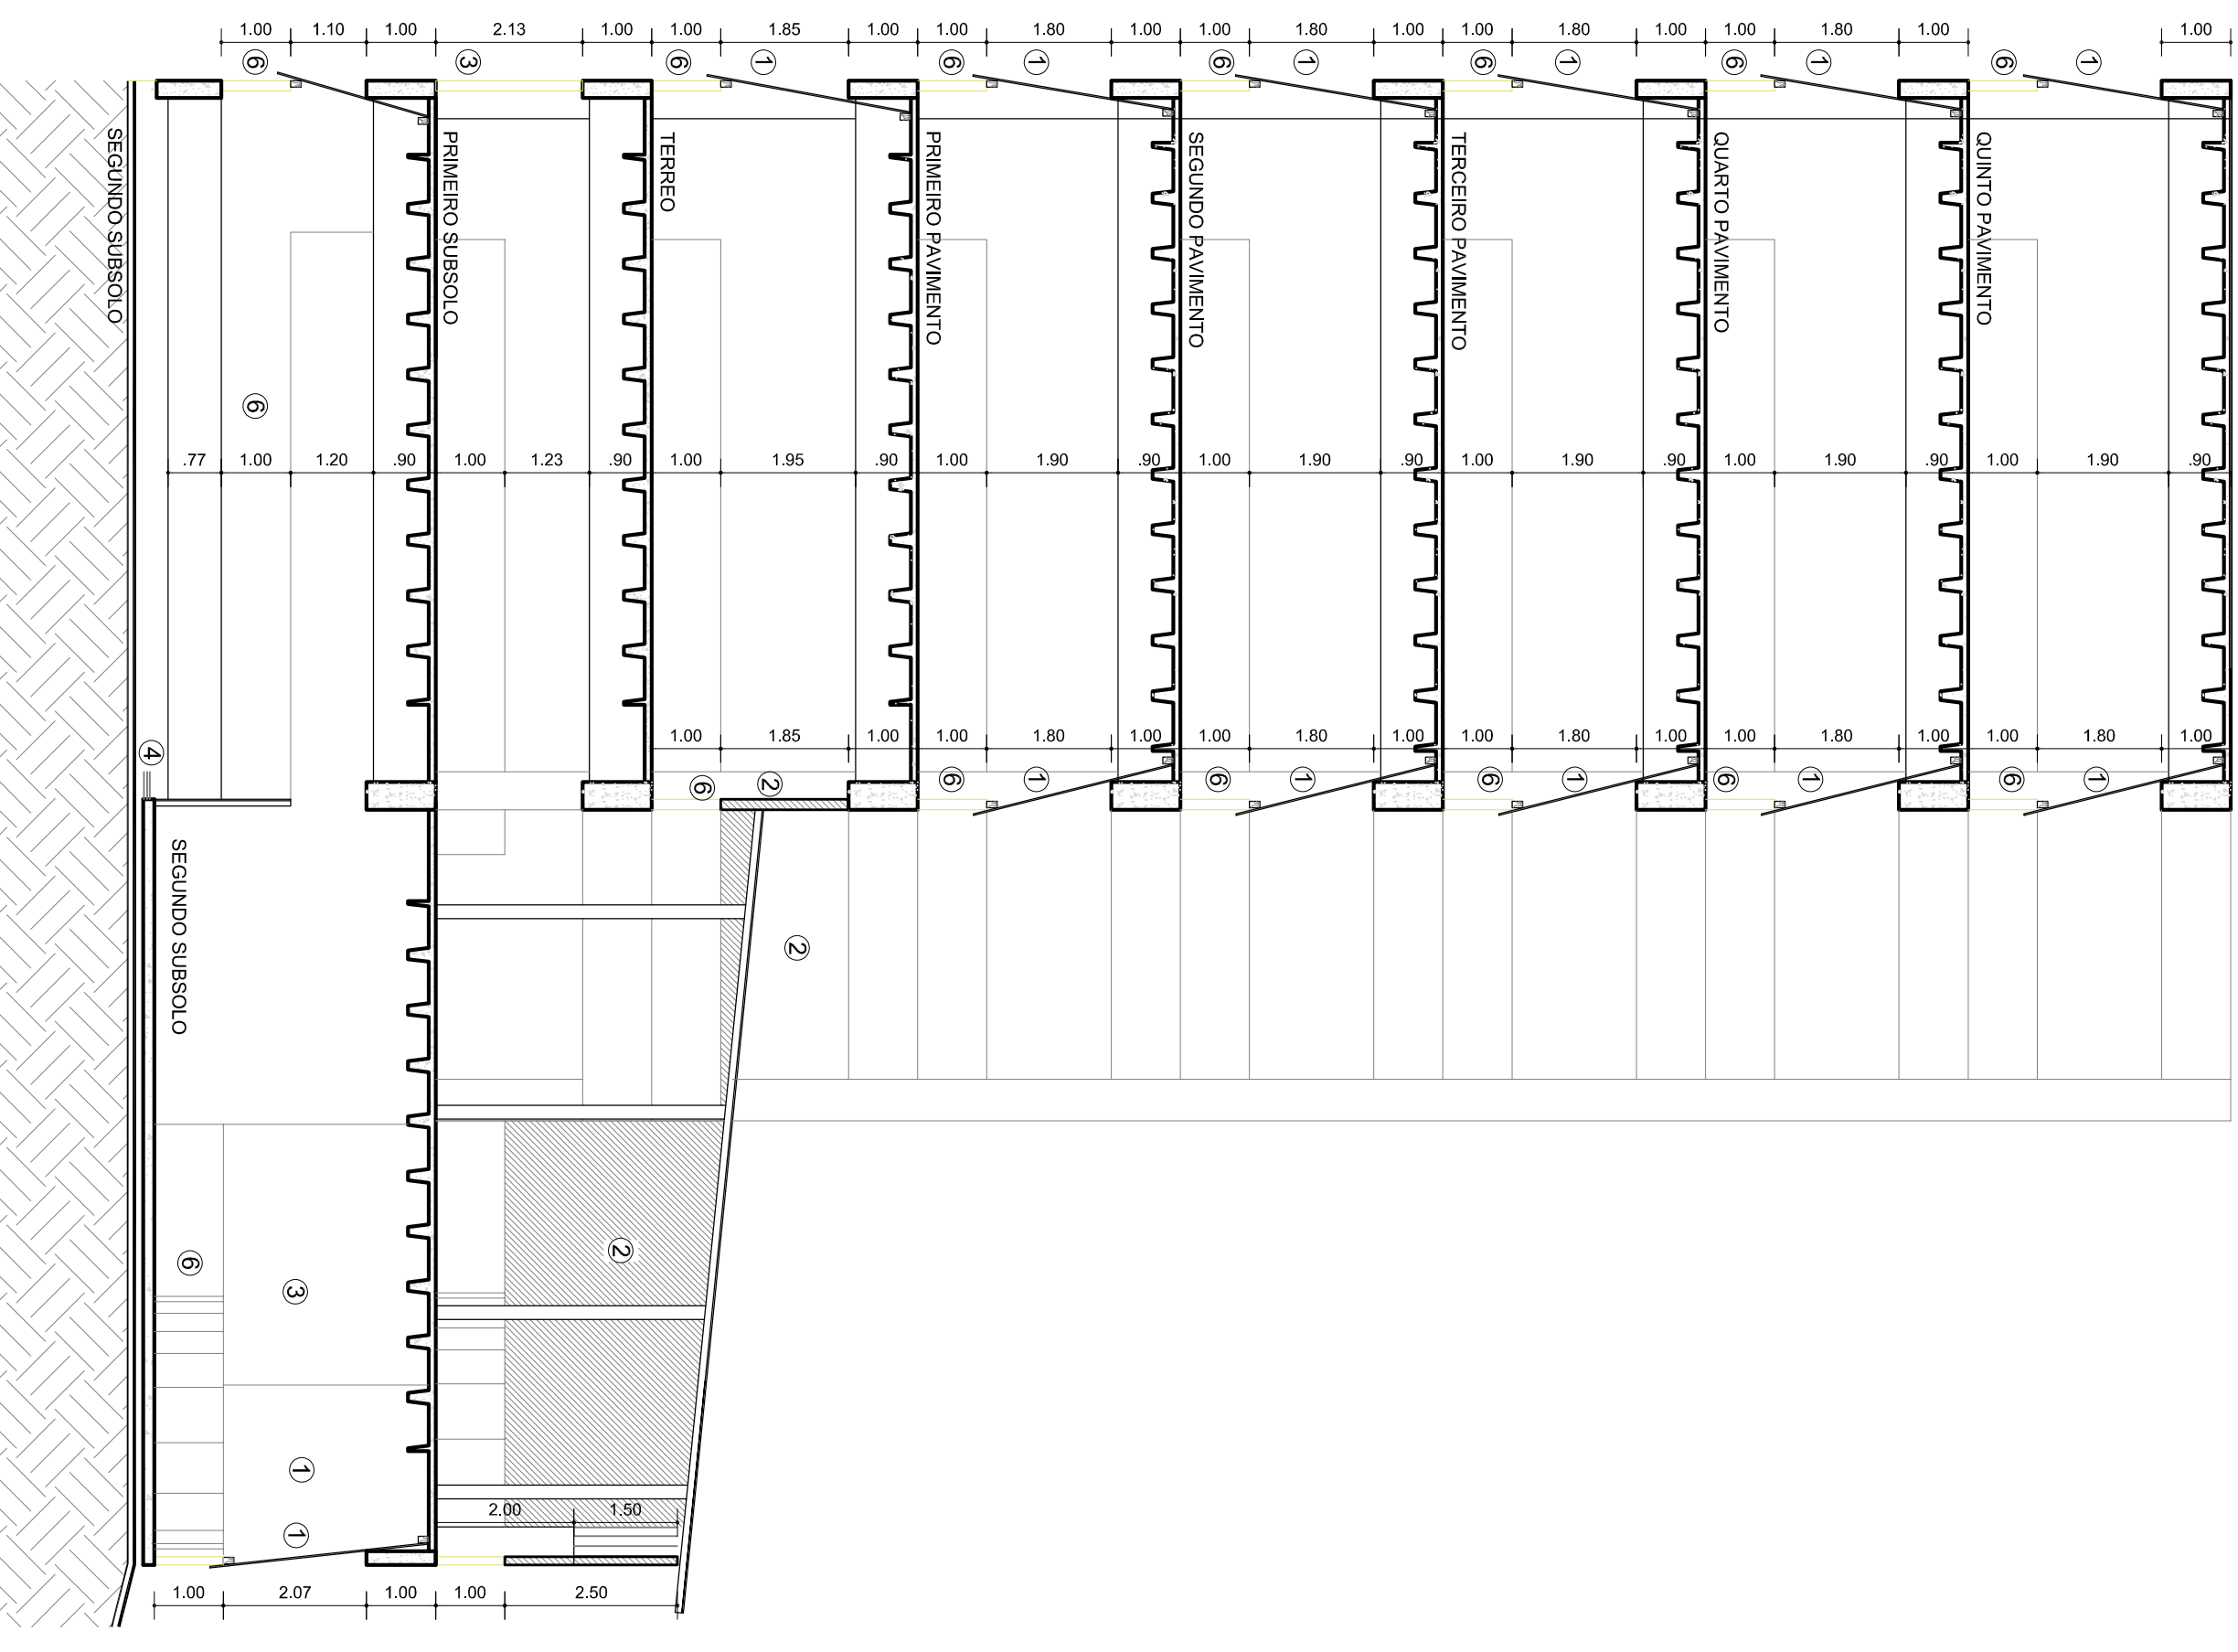 1.00 1.10 1.00 2.13 1.00 1.00 1.85 1.00 1.00 1.80 1.00 1.00 1.80 1.00 1.00 1.80 1.00 1.00 1.80 1.00 1.00
6 3 6 1 6 1 6 1 6 1 6 1 6 1
SEGUNDO SUBSOLO
PRIMEIRO SUBSOLO
TERREO
PRIMEIRO PAVIMENTO
SEGUNDO PAVIMENTO
TERCEIRO PAVIMENTO
QUARTO PAVIMENTO
QUINTO PAVIMENTO
6
.77 1.00 1.20 .90 1.00 1.23 .90 1.00 1.95 .90 1.00 1.90 .90 1.00 1.90 .90 1.00 1.90 .90 1.00 1.90 .90 1.00 1.90 .90
1.00 1.85 1.00 1.00 1.80 1.00 1.00 1.80 1.00 1.00 1.80 1.00 1.00 1.80 1.00 1.00 1.80 1.00
4 6 2 6 1 6 1 6 1 6 1 6 1
SEGUNDO SUBSOLO
2
2
6
3
1
2.00 1.50
1
1.00 2.07 1.00 1.00 2.50